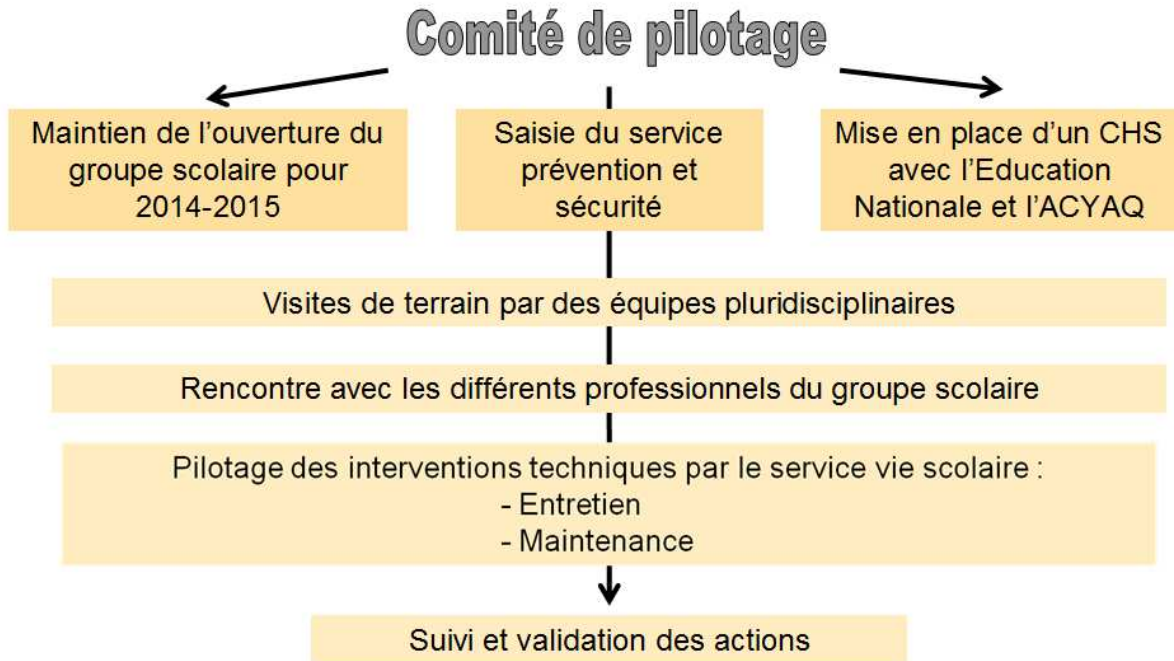 Comité de pilotage
Maintien de l'ouverture du
groupe scolaire pour
2014-2015
Saisie du service
prévention et
sécurité
Mise en place d'un CHS
avec l'Education
Nationale et l'ACYAQ
Visites de terrain par des équipes pluridisciplinaires
Rencontre avec les différents professionnels du groupe scolaire
Pilotage des interventions techniques par le service vie scolaire :
- Entretien
- Maintenance
Suivi et validation des actions